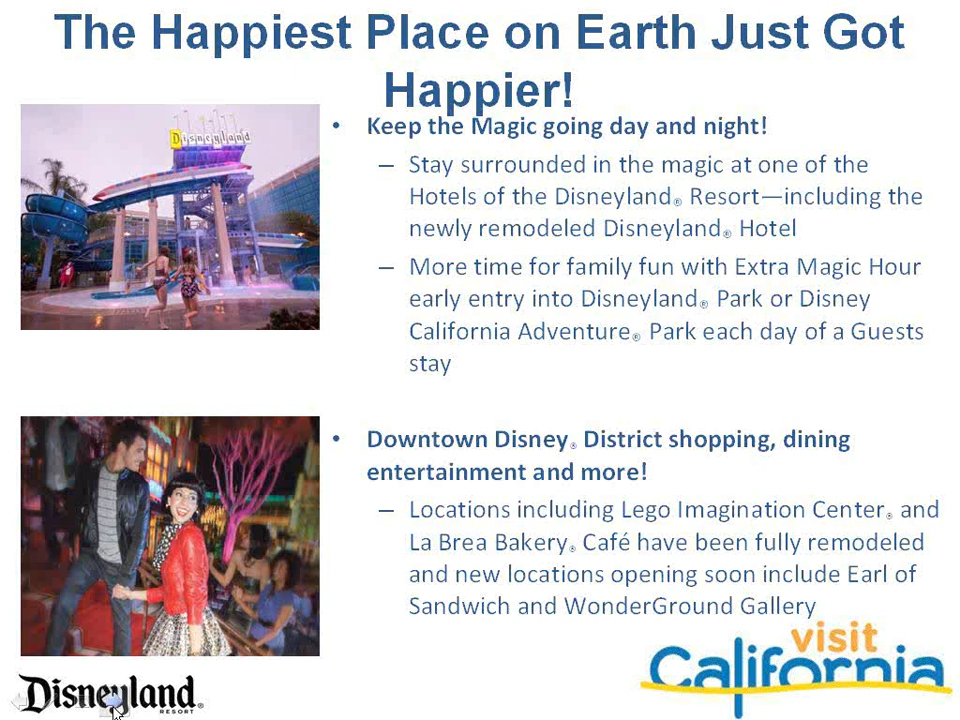 The Happiest Place on Earth Just Got
Happier!
Disneyland
• Keep the Magic going day and night!
– Stay surrounded in the magic at one of the
Hotels of the Disneyland® Resort—including the
newly remodeled Disneyland® Hotel
– More time for family fun with Extra Magic Hour
early entry into Disneyland® Park or Disney
California Adventure® Park each day of a Guests
stay
• Downtown Disney® District shopping, dining
entertainment and more!
– Locations including Lego Imagination Center® and
La Brea Bakery® Café have been fully remodeled
and new locations opening soon include Earl of
Sandwich and WonderGround Gallery
Disneyland®
RESORT
visit
California